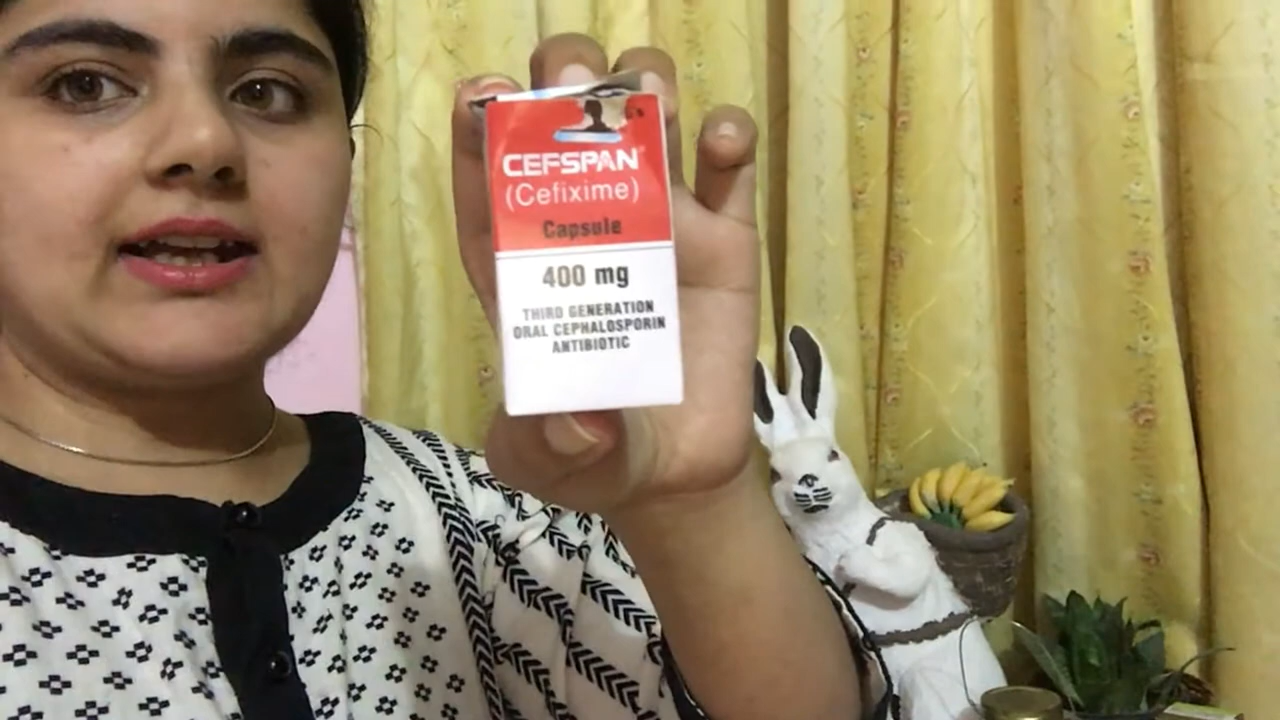 CEFSPAN
(Cefixime)
Capsule
400 mg
THIRD GENERATION
ORAL CEPHALOSPORIN
ANTIBIOTIC